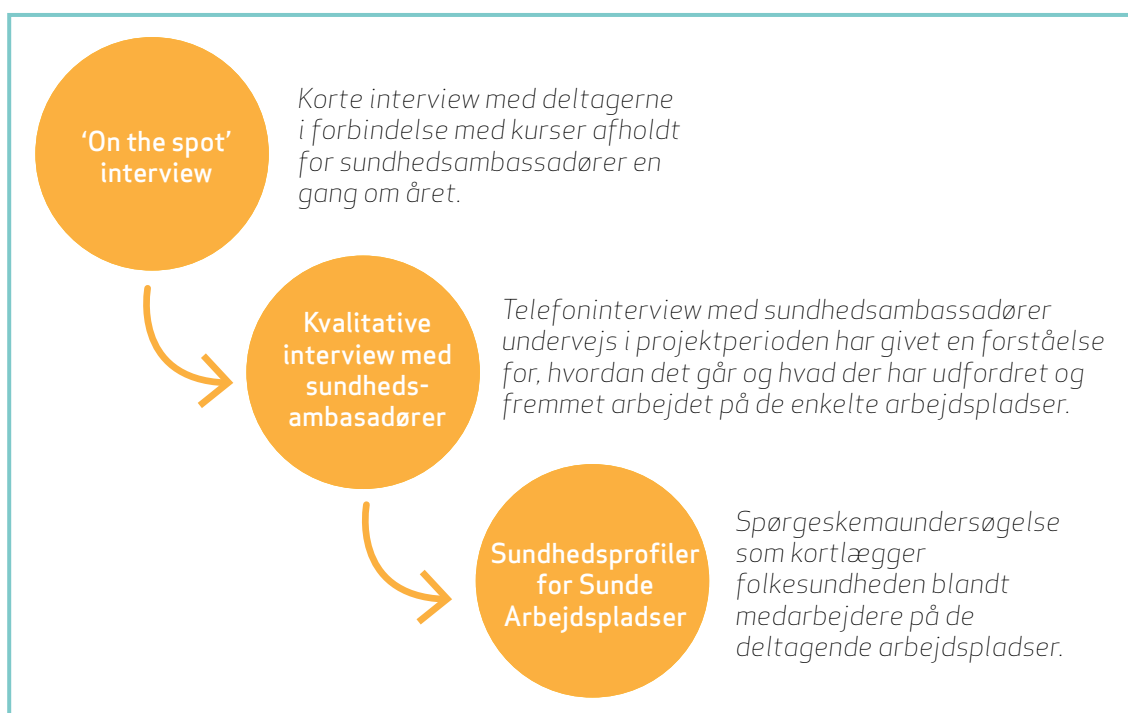 ‘On the spot’
interview
Korte interview med deltagerne
i forbindelse med kurser afholdt
for sundhedsambassadører en
gang om året.
Kvalitative
interview med
sundheds-
ambasadører
Telefoninterview med sundhedsambassadører
undervejs i projektperioden har givet en forståelse
for, hvordan det går og hvad der har udfordret og
fremmet arbejdet på de enkelte arbejdspladser.
Sundhedsprofiler
for Sunde
Arbejdspladser
Spørgeskemaundersøgelse
som kortlægger
folkesundheden blandt
medarbejdere på de
deltagende arbejdspladser.